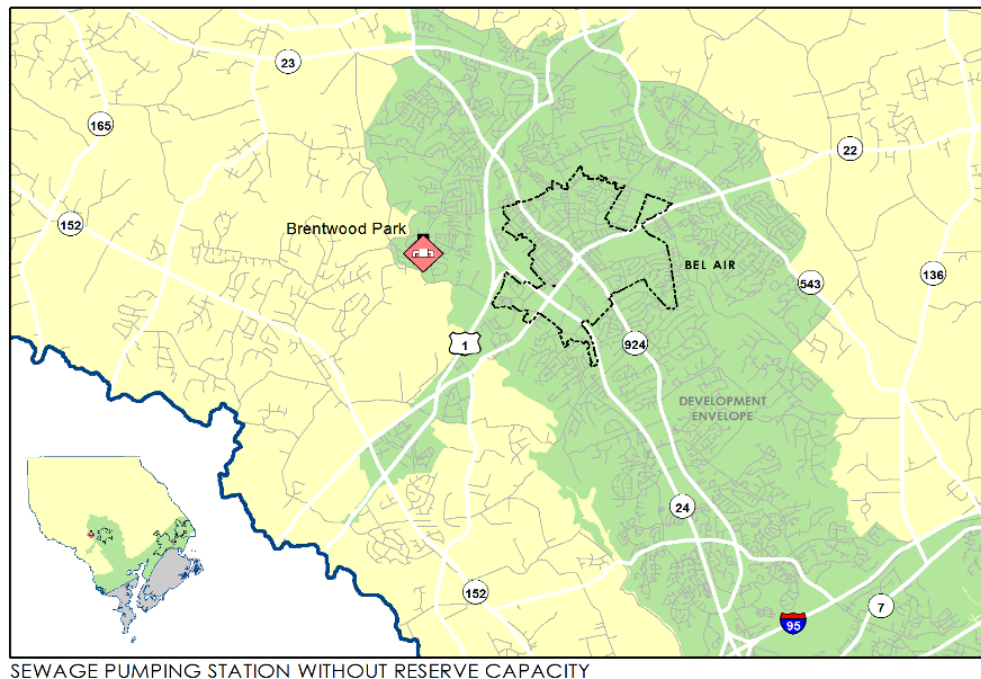 23
165
22
152
Brentwood Park
BEL AIR
136
543
1
924
DEVELOPMENT
ENVELOPE
24
152
7
95
SEWAGE PUMPING STATION WITHOUT RESERVE CAPACITY